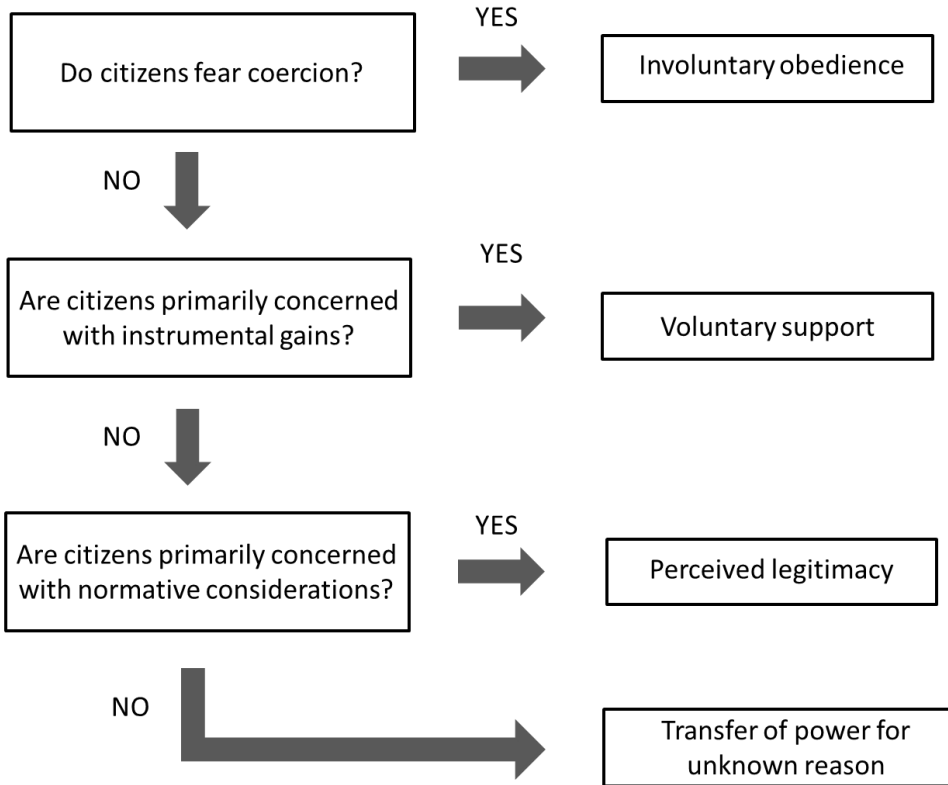 YES
Do citizens fear coercion?
Involuntary obedience
NO
YES
Are citizens primarily concerned
with instrumental gains?
Voluntary support
NO
YES
Are citizens primarily concerned
with normative considerations?
Perceived legitimacy
NO
Transfer of power for
unknown reason